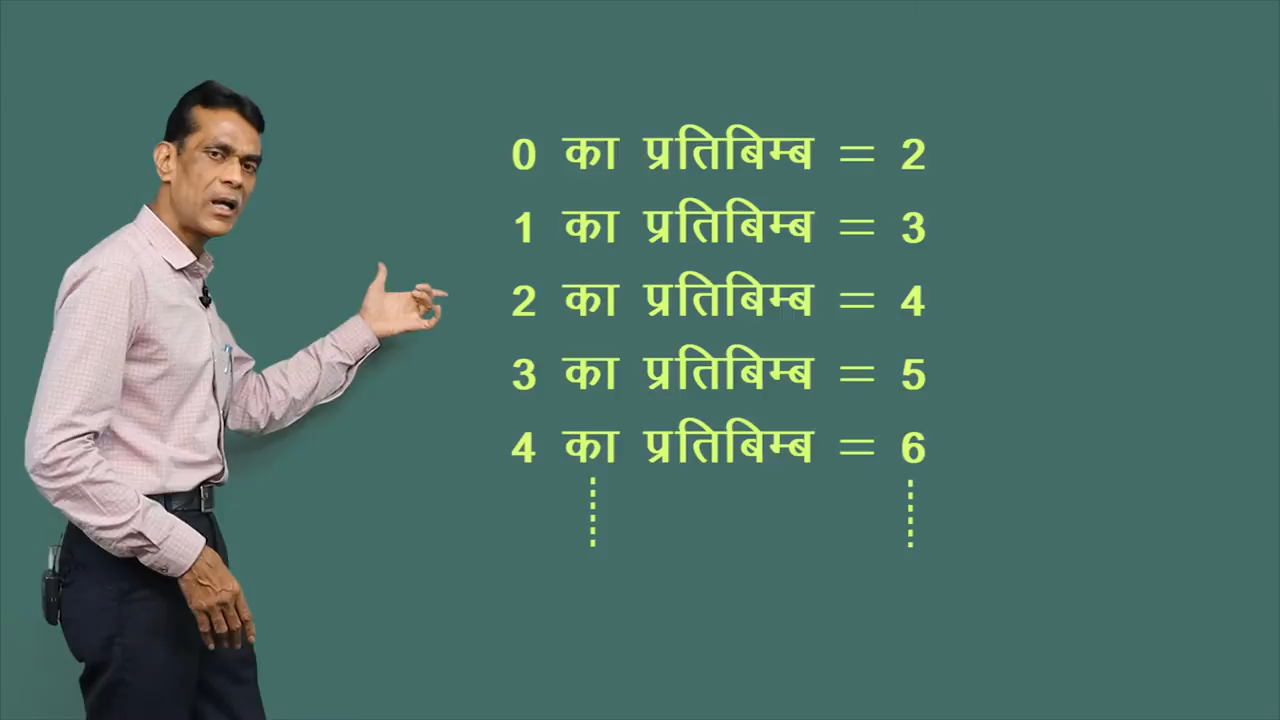 0 का प्रतिबिम्ब = 2
1 का प्रतिबिम्ब = 3
2 का प्रतिबिम्ब = 4
3 का प्रतिबिम्ब = 5
4 का प्रतिबिम्ब = 6